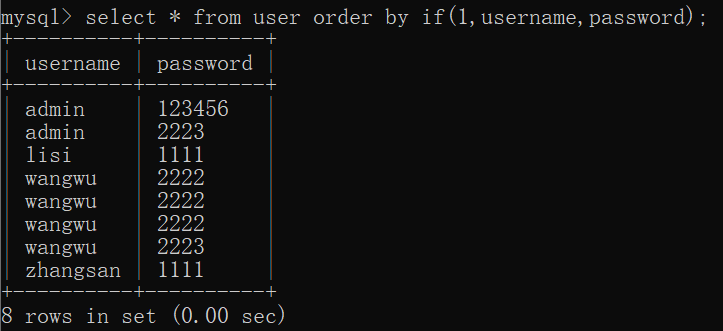 mysql> select * from user order by if(1,username,password);
+----------+----------+
| username | password |
+----------+----------+
| admin    | 123456   |
| admin    | 2223     |
| lisi     | 1111     |
| wangwu   | 2222     |
| wangwu   | 2222     |
| wangwu   | 2222     |
| wangwu   | 2223     |
| zhangsan | 1111     |
+----------+----------+
8 rows in set (0.00 sec)